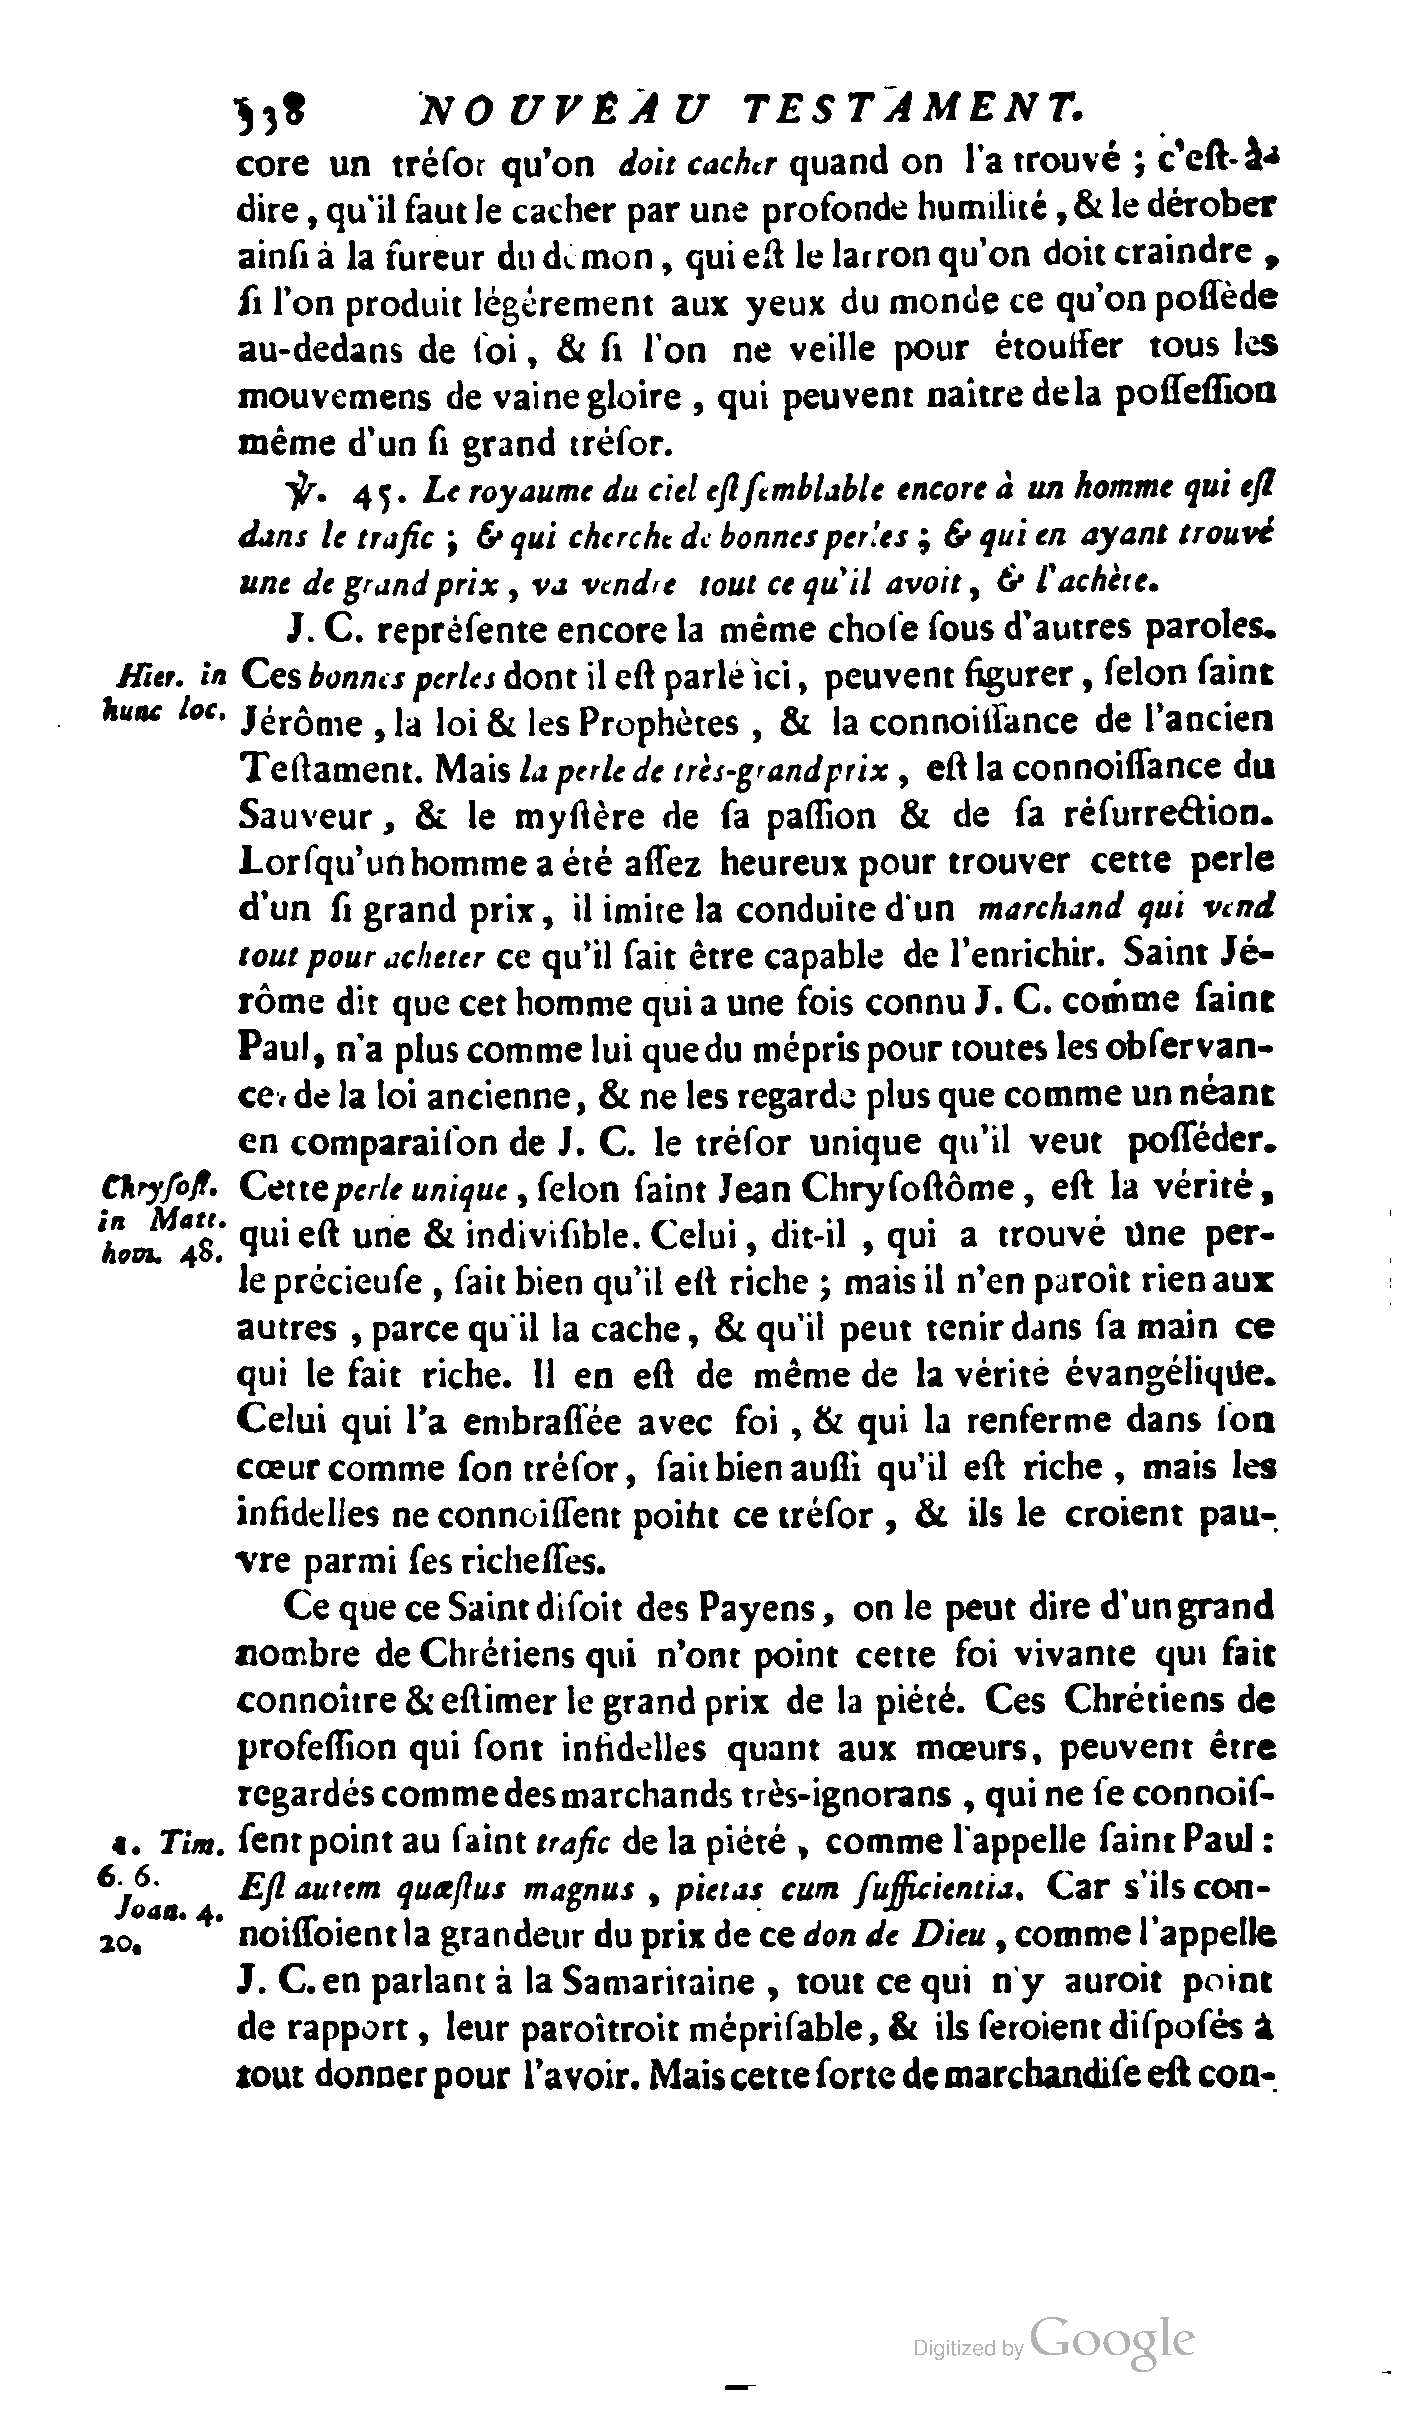 538 NOUVEAU TESTAMENT.
core un tréſor qu'on doit cacher quand on l'a trouvé ; c'eſt-à-
dire, qu'il faut le cacher par une profonde humilité, & le dérober
ainſi à la fureur du démon, qui eſt le larron qu'on doit craindre,
ſi l'on produit légérement aux yeux du monde ce qu'on poſſède
au-dedans de ſoi, & ſi l'on ne veille pour étouffer tous les
mouvemens de vaine gloire, qui peuvent naître de la poſſeſſion
même d'un ſi grand tréſor.
℣. 45. Le royaume du ciel eſt ſemblable encore à un homme qui eſt
dans le trafic ; & qui cherche de bonnes perles ; & qui en ayant trouvé
une de grand prix, va vendre tout ce qu'il avoit, & l'achète.
J. C. repréſente encore la même choſe ſous d'autres paroles.
Hier. in
hunc loc.
Ces bonnes perles dont il eſt parlé ici, peuvent figurer, ſelon ſaint
Jérôme, la loi & les Prophètes, & la connoiſſance de l'ancien
Teſtament. Mais la perle de très-grand prix, eſt la connoiſſance du
Sauveur, & le myſtère de ſa paſſion & de ſa réſurrection.
Lorſqu'un homme a été aſſez heureux pour trouver cette perle
d'un ſi grand prix, il imite la conduite d'un marchand qui vend
tout pour acheter ce qu'il ſait être capable de l'enrichir. Saint Jé-
rôme dit que cet homme qui a une fois connu J. C. comme ſaint
Paul, n'a plus comme lui que du mépris pour toutes les obſervan-
ces de la loi ancienne, & ne les regarde plus que comme un néant
en comparaiſon de J. C. le tréſor unique qu'il veut poſſéder.
Chryſoſt.
in Matt.
hom. 48.
Cette perle unique, ſelon ſaint Jean Chryſoſtôme, eſt la vérité,
qui eſt une & indiviſible. Celui, dit-il, qui a trouvé une per-
le précieuſe, ſait bien qu'il eſt riche ; mais il n'en paroît rien aux
autres, parce qu'il la cache, & qu'il peut tenir dans ſa main ce
qui le fait riche. Il en eſt de même de la vérité évangélique.
Celui qui l'a embraſſée avec foi, & qui la renferme dans ſon
cœur comme ſon tréſor, ſait bien auſſi qu'il eſt riche, mais les
infidelles ne connoiſſent point ce tréſor, & ils le croient pau-
vre parmi ſes richeſſes.
Ce que ce Saint diſoit des Payens, on le peut dire d'un grand
nombre de Chrétiens qui n'ont point cette foi vivante qui fait
connoître & eſtimer le grand prix de la piété. Ces Chrétiens de
profeſſion qui ſont infidelles quant aux mœurs, peuvent être
regardés comme des marchands très-ignorans, qui ne ſe connoiſ-
1. Tim.
6. 6.
Joan. 4.
20.
ſent point au ſaint trafic de la piété, comme l'appelle ſaint Paul :
Eſt autem quæſtus magnus, pietas cum ſufficientia. Car s'ils con-
noiſſoient la grandeur du prix de ce don de Dieu, comme l'appelle
J. C. en parlant à la Samaritaine, tout ce qui n'y auroit point
de rapport, leur paroîtroit mépriſable, & ils ſeroient diſpoſés à
tout donner pour l'avoir. Mais cette ſorte de marchandiſe eſt con-
Digitized by Google